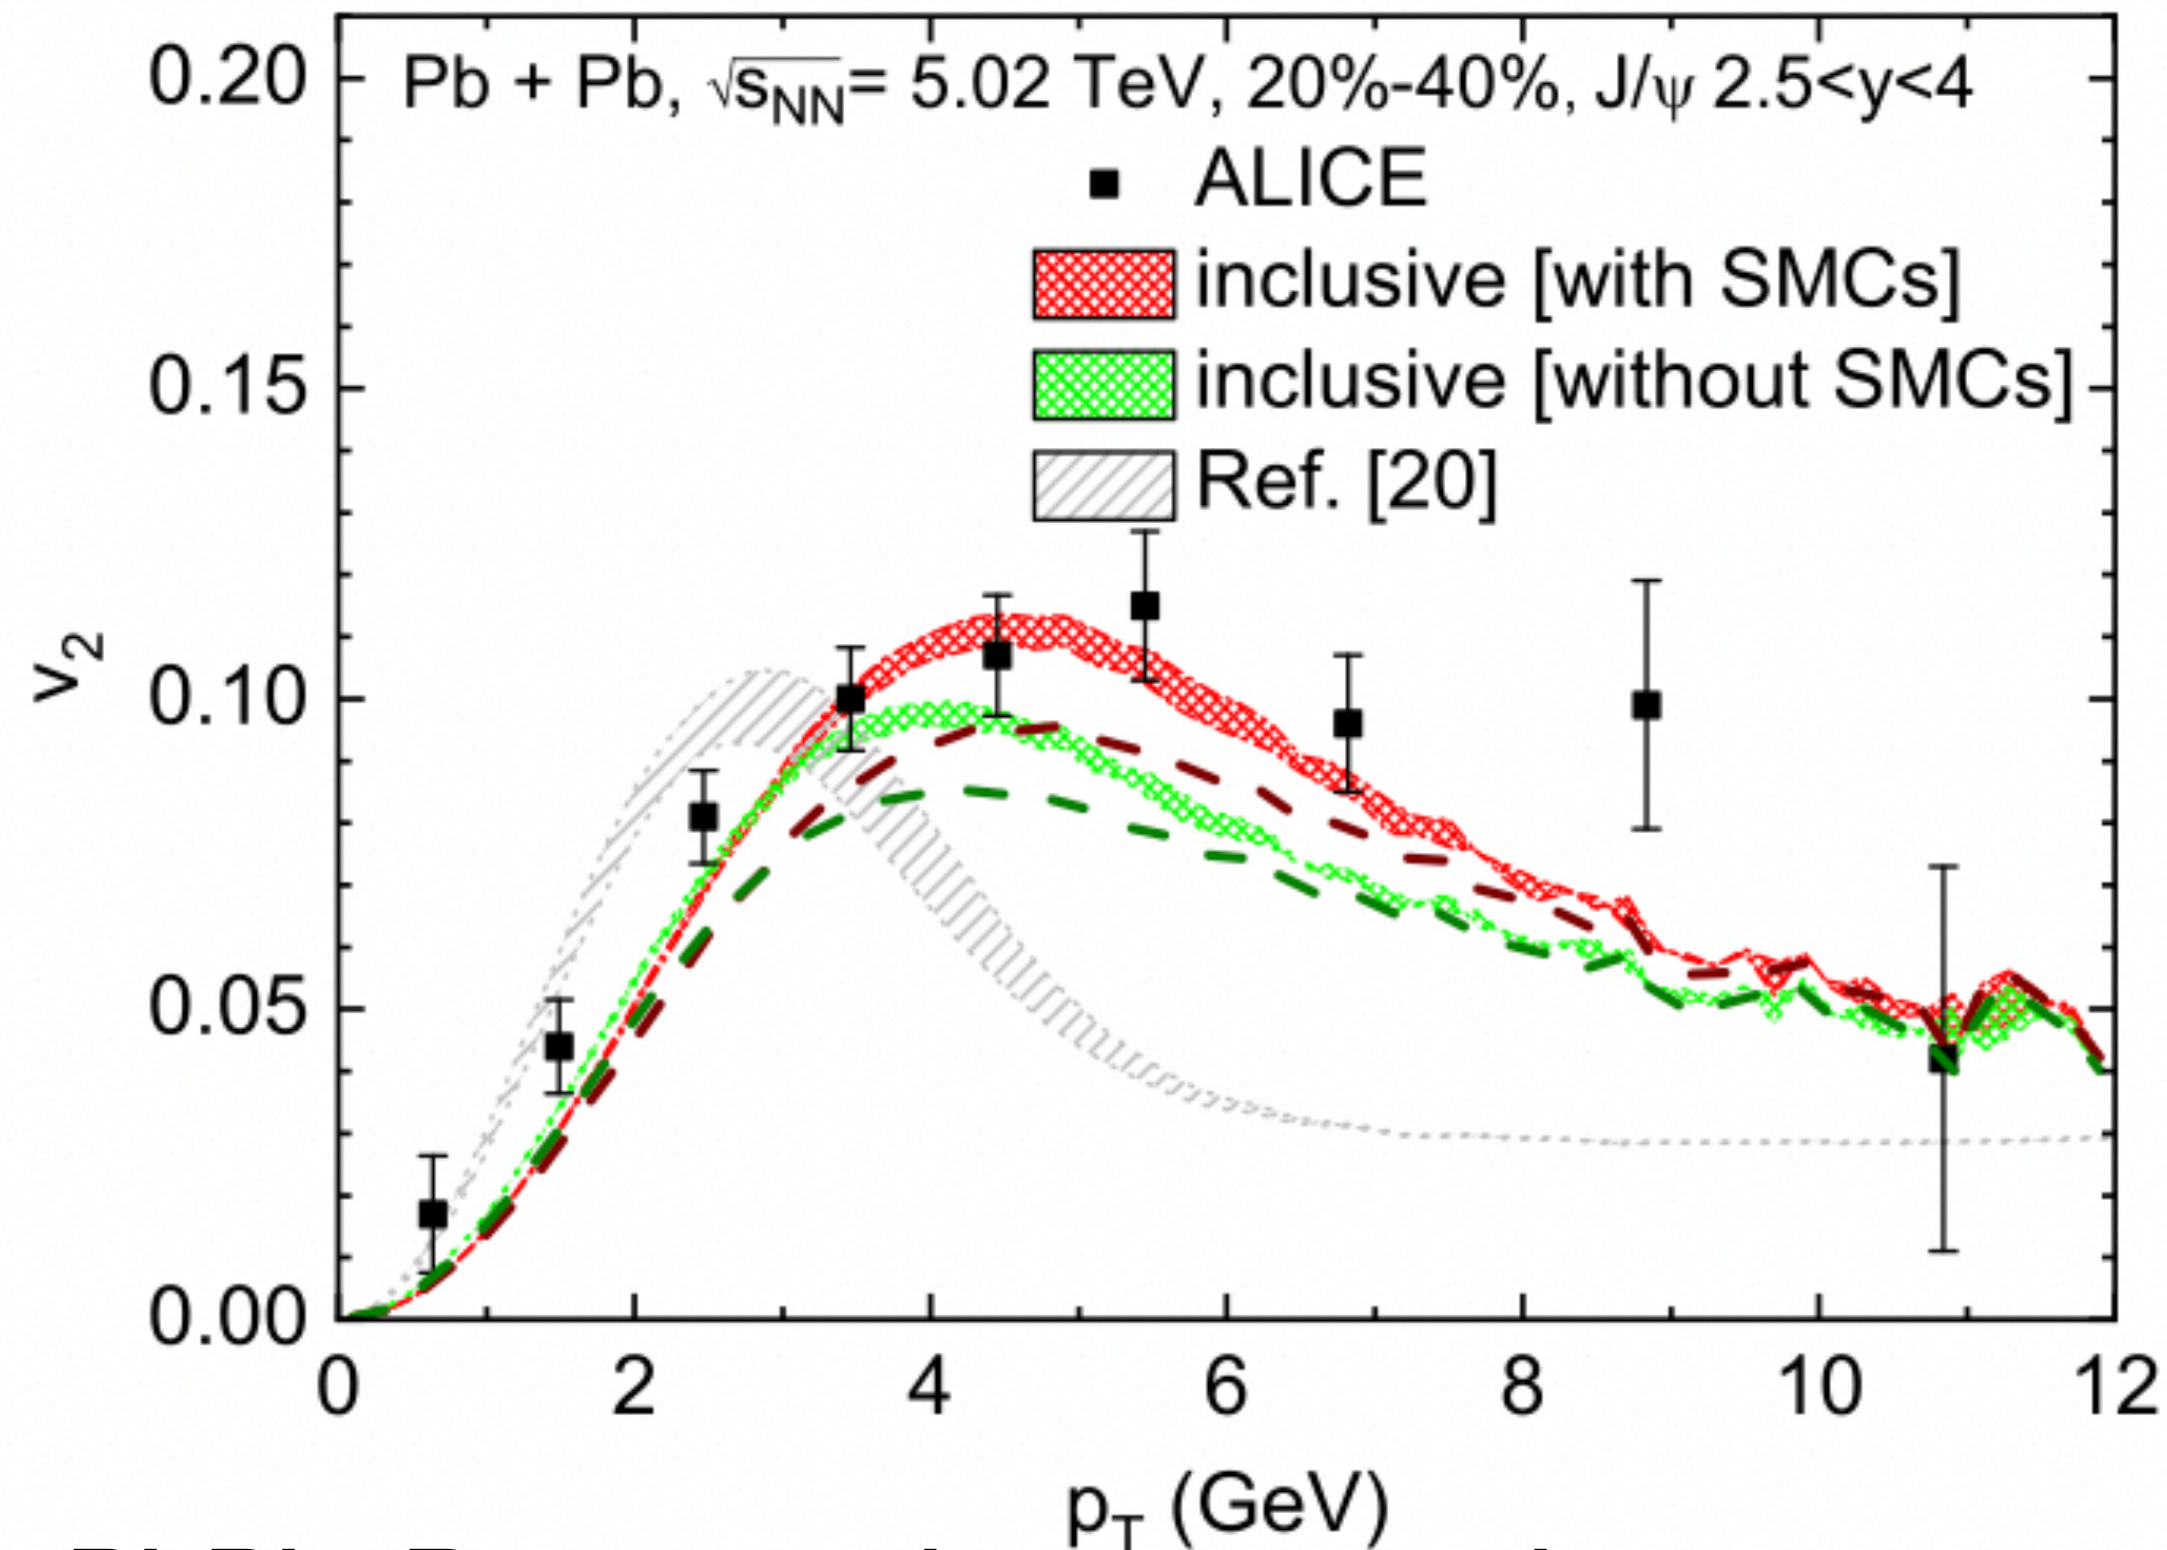 Pb + Pb, √sNN= 5.02 TeV, 20%-40%, J/ψ 2.5<y<4
ALICE
inclusive [with SMCs]
inclusive [without SMCs]
Ref. [20]
v2
0.20
0.15
0.10
0.05
0.00
0 2 4 6 8 10 12
pT (GeV)